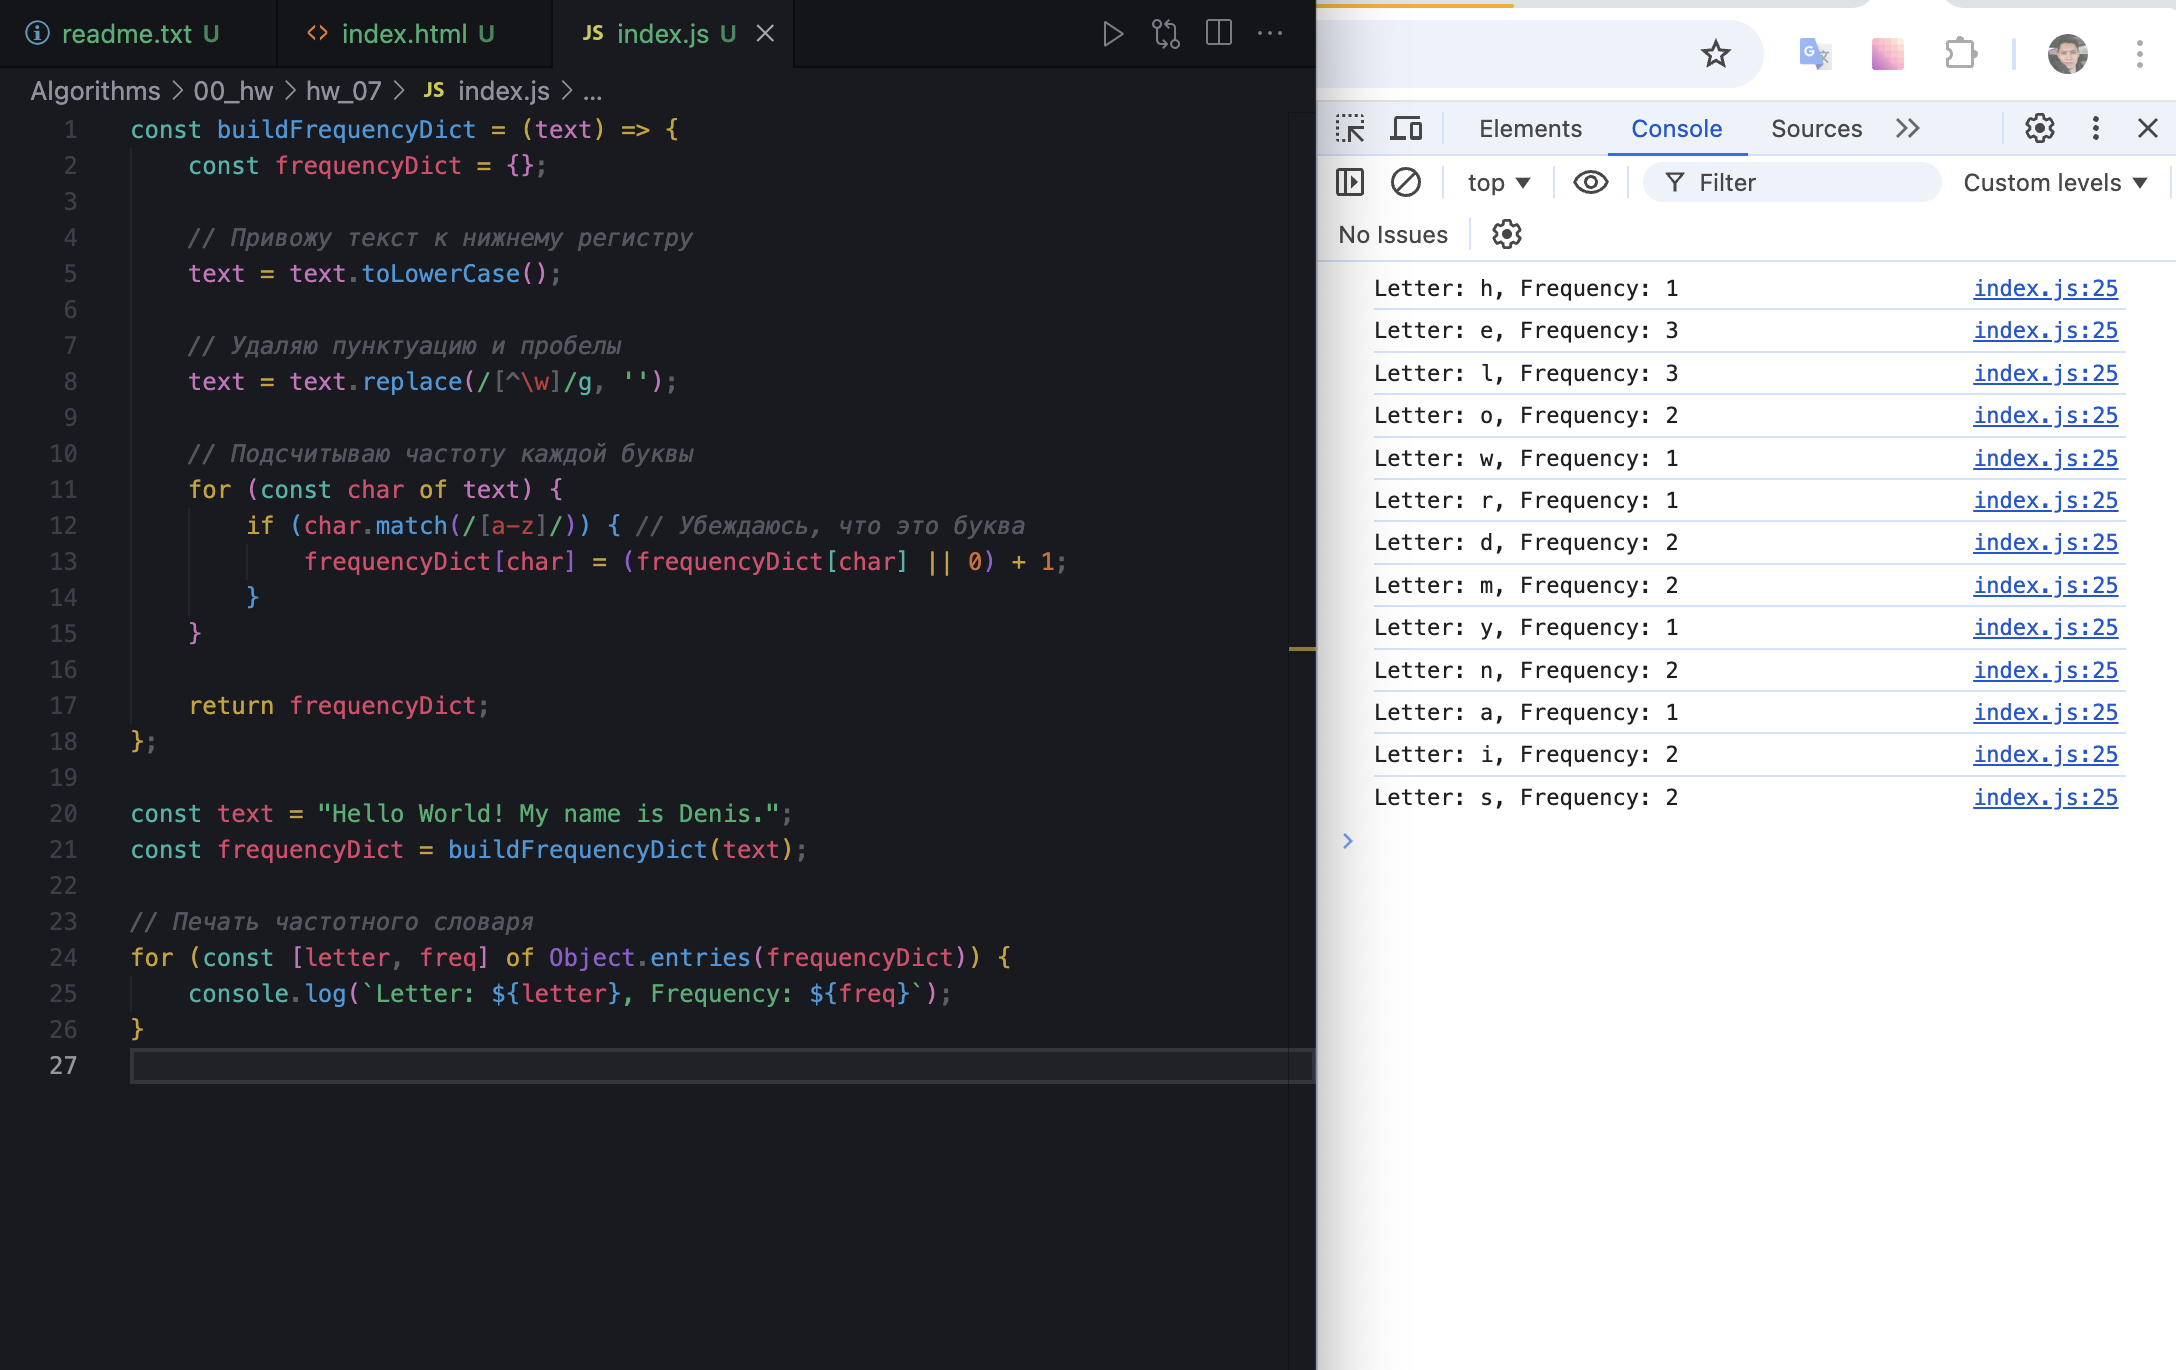 readme.txt U index.html U JS index.js U
Algorithms > 00_hw > hw_07 > JS index.js > ...
1 const buildFrequencyDict = (text) => {
2 const frequencyDict = {};
3
4 // Привожу текст к нижнему регистру
5 text = text.toLowerCase();
6
7 // Удаляю пунктуацию и пробелы
8 text = text.replace(/[^\w]/g, '');
9
10 // Подсчитываю частоту каждой буквы
11 for (const char of text) {
12 if (char.match(/[a-z]/)) { // Убеждаюсь, что это буква
13 frequencyDict[char] = (frequencyDict[char] || 0) + 1;
14 }
15 }
16
17 return frequencyDict;
18 };
19
20 const text = "Hello World! My name is Denis.";
21 const frequencyDict = buildFrequencyDict(text);
22
23 // Печать частотного словаря
24 for (const [letter, freq] of Object.entries(frequencyDict)) {
25 console.log(`Letter: ${letter}, Frequency: ${freq}`);
26 }
27
Elements Console Sources
top Filter Custom levels
No Issues
Letter: h, Frequency: 1 index.js:25
Letter: e, Frequency: 3 index.js:25
Letter: l, Frequency: 3 index.js:25
Letter: o, Frequency: 2 index.js:25
Letter: w, Frequency: 1 index.js:25
Letter: r, Frequency: 1 index.js:25
Letter: d, Frequency: 2 index.js:25
Letter: m, Frequency: 2 index.js:25
Letter: y, Frequency: 1 index.js:25
Letter: n, Frequency: 2 index.js:25
Letter: a, Frequency: 1 index.js:25
Letter: i, Frequency: 2 index.js:25
Letter: s, Frequency: 2 index.js:25